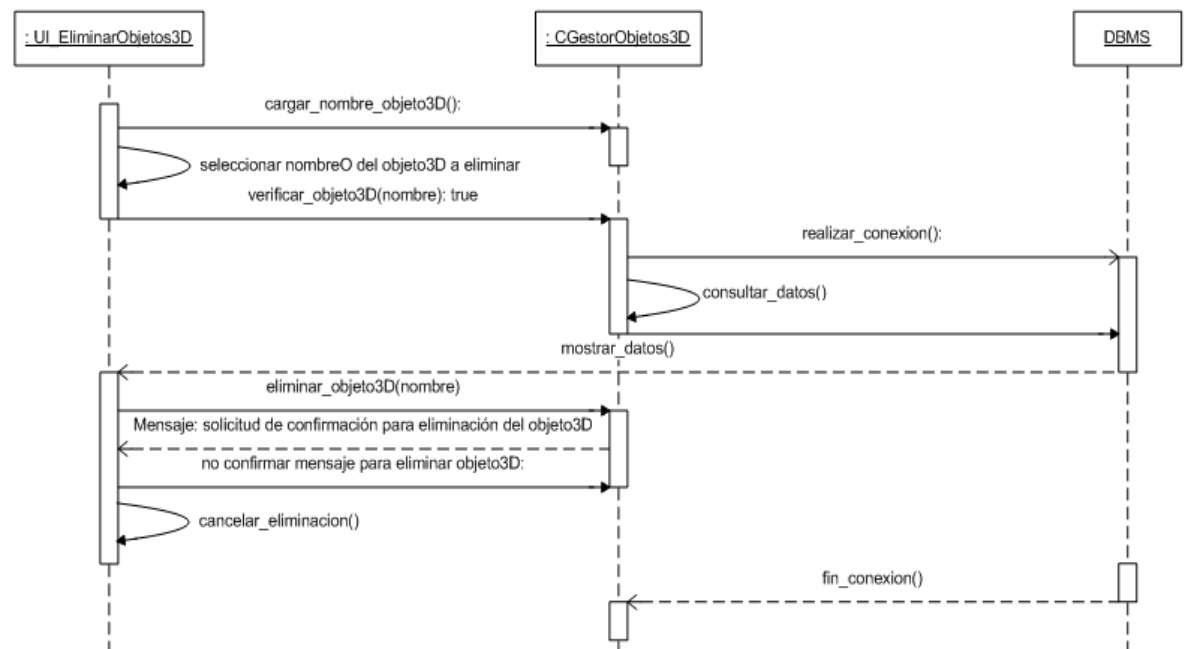 : UI_EliminarObjetos3D
: CGestorObjetos3D
DBMS
cargar_nombre_objeto3D():
seleccionar nombreO del objeto3D a eliminar
verificar_objeto3D(nombre): true
realizar_conexion():
consultar_datos()
mostrar_datos()
eliminar_objeto3D(nombre)
Mensaje: solicitud de confirmación para eliminación del objeto3D
no confirmar mensaje para eliminar objeto3D:
cancelar_eliminacion()
fin_conexion()